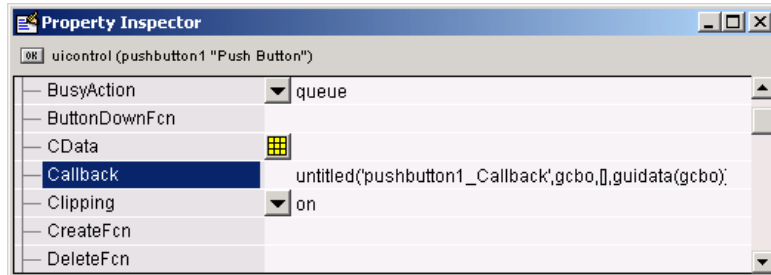 Property Inspector
OK uicontrol (pushbutton1 "Push Button")
BusyAction queue
ButtonDownFcn
CData
Callback untitled('pushbutton1_Callback',gcbo,[],guidata(gcbo))
Clipping on
CreateFcn
DeleteFcn